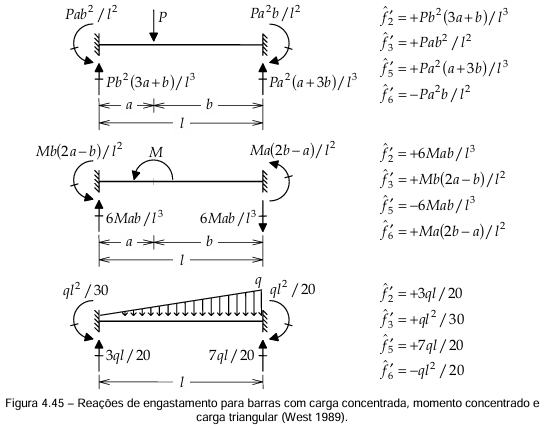 Pab²/l² P Pa²b/l²
Pb²(3a+b)/l³ Pa²(a+3b)/l³
a b
l
f̂′₂ = +Pb²(3a+b)/l³
f̂′₃ = +Pab²/l²
f̂′₅ = +Pa²(a+3b)/l³
f̂′₆ = −Pa²b/l²
Mb(2a−b)/l² M Ma(2b−a)/l²
6Mab/l³ 6Mab/l³
a b
l
f̂′₂ = +6Mab/l³
f̂′₃ = +Mb(2a−b)/l²
f̂′₅ = −6Mab/l³
f̂′₆ = +Ma(2b−a)/l²
ql²/30 q ql²/20
3ql/20 7ql/20
l
f̂′₂ = +3ql/20
f̂′₃ = +ql²/30
f̂′₅ = +7ql/20
f̂′₆ = −ql²/20
Figura 4.45 – Reações de engastamento para barras com carga concentrada, momento concentrado e
carga triangular (West 1989).